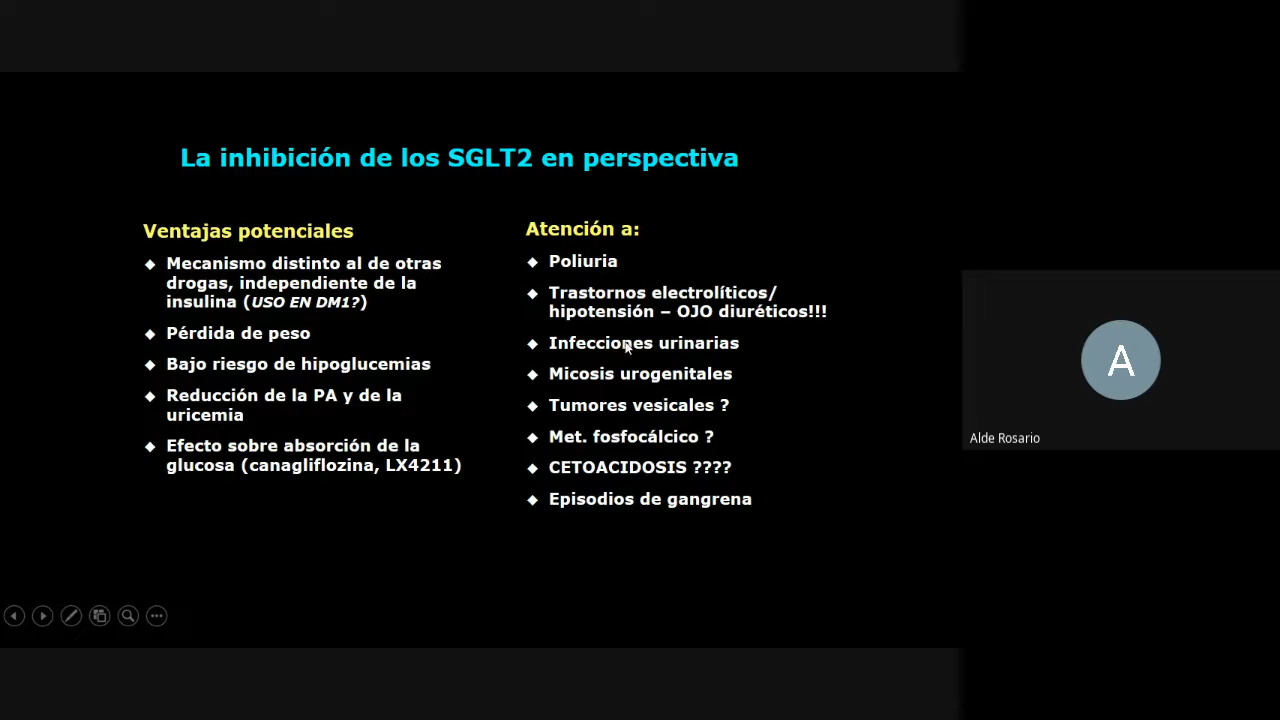 La inhibición de los SGLT2 en perspectiva
Ventajas potenciales
◆ Mecanismo distinto al de otras
drogas, independiente de la
insulina (USO EN DM1?)
◆ Pérdida de peso
◆ Bajo riesgo de hipoglucemias
◆ Reducción de la PA y de la
uricemia
◆ Efecto sobre absorción de la
glucosa (canagliflozina, LX4211)
Atención a:
◆ Poliuria
◆ Trastornos electrolíticos/
hipotensión – OJO diuréticos!!!
◆ Infecciones urinarias
◆ Micosis urogenitales
◆ Tumores vesicales ?
◆ Met. fosfocálcico ?
◆ CETOACIDOSIS ????
◆ Episodios de gangrena
A
Alde Rosario